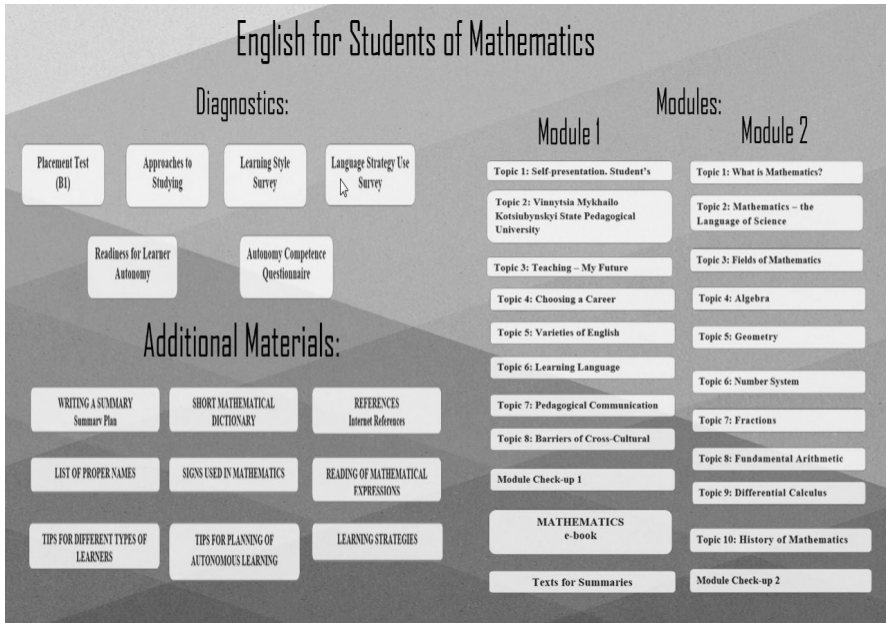 English for Students of Mathematics
Diagnostics:
Placement Test
(B1)
Approaches to
Studying
Learning Style
Survey
Language Strategy Use
Survey
Readiness for Learner
Autonomy
Autonomy Competence
Questionnaire
Additional Materials:
WRITING A SUMMARY
Summary Plan
SHORT MATHEMATICAL
DICTIONARY
REFERENCES
Internet References
LIST OF PROPER NAMES
SIGNS USED IN MATHEMATICS
READING OF MATHEMATICAL
EXPRESSIONS
TIPS FOR DIFFERENT TYPES OF
LEARNERS
TIPS FOR PLANNING OF
AUTONOMOUS LEARNING
LEARNING STRATEGIES
Modules:
Module 1
Topic 1: Self-presentation. Student's
Topic 2: Vinnytsia Mykhailo
Kotsiubynskyi State Pedagogical
University
Topic 3: Teaching – My Future
Topic 4: Choosing a Career
Topic 5: Varieties of English
Topic 6: Learning Language
Topic 7: Pedagogical Communication
Topic 8: Barriers of Cross-Cultural
Module Check-up 1
MATHEMATICS
e-book
Texts for Summaries
Module 2
Topic 1: What is Mathematics?
Topic 2: Mathematics – the
Language of Science
Topic 3: Fields of Mathematics
Topic 4: Algebra
Topic 5: Geometry
Topic 6: Number System
Topic 7: Fractions
Topic 8: Fundamental Arithmetic
Topic 9: Differential Calculus
Topic 10: History of Mathematics
Module Check-up 2